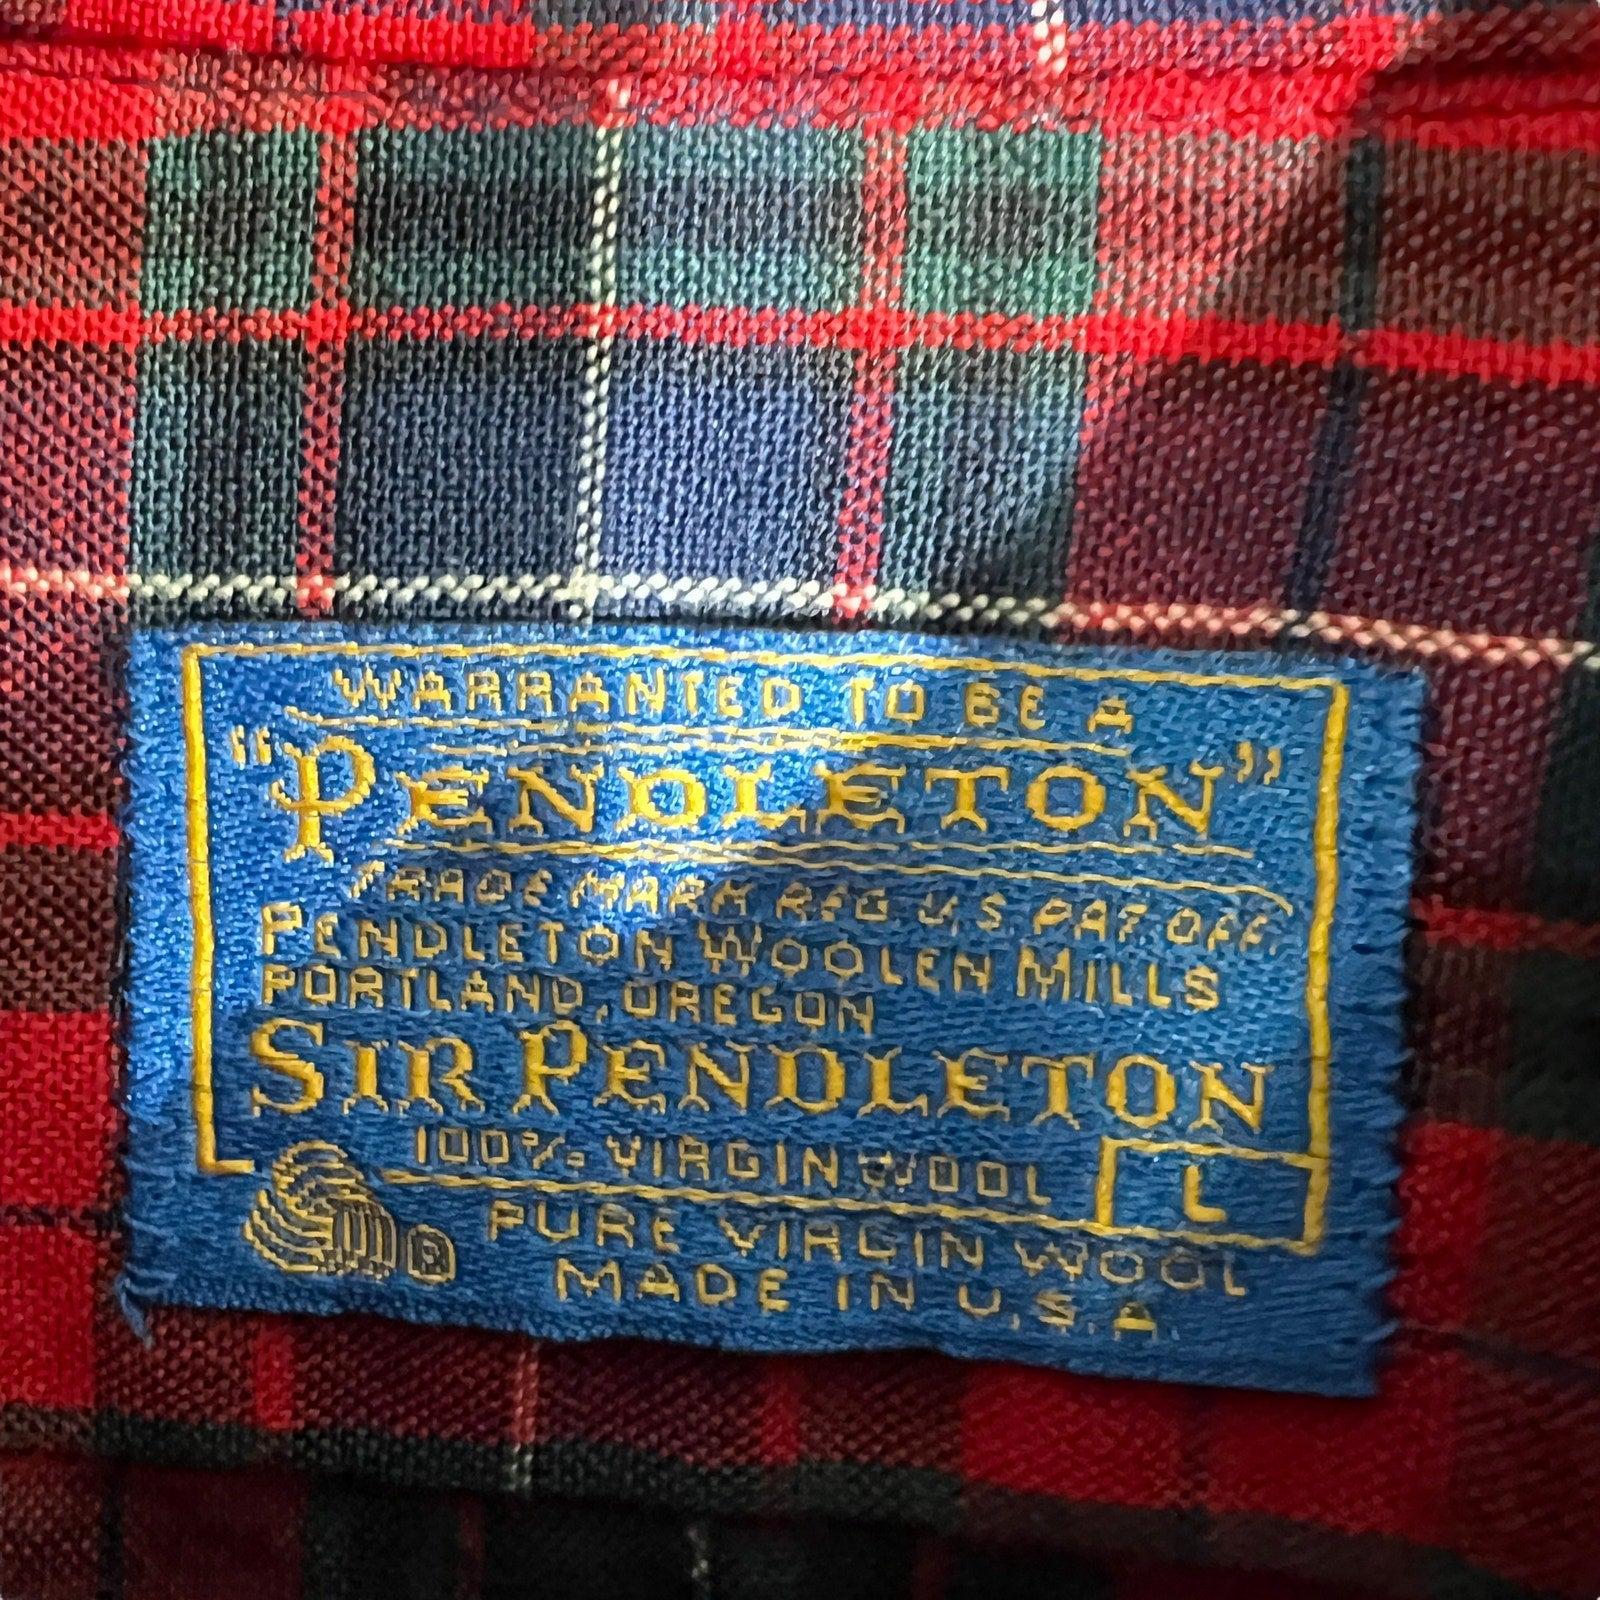 WARRANTED TO BE A
"PENDLETON"
TRADE MARK REG. U.S. PAT. OFF.
PENDLETON WOOLEN MILLS
PORTLAND, OREGON
SIR PENDLETON
100% VIRGIN WOOL
L
PURE VIRGIN WOOL
MADE IN U.S.A
R